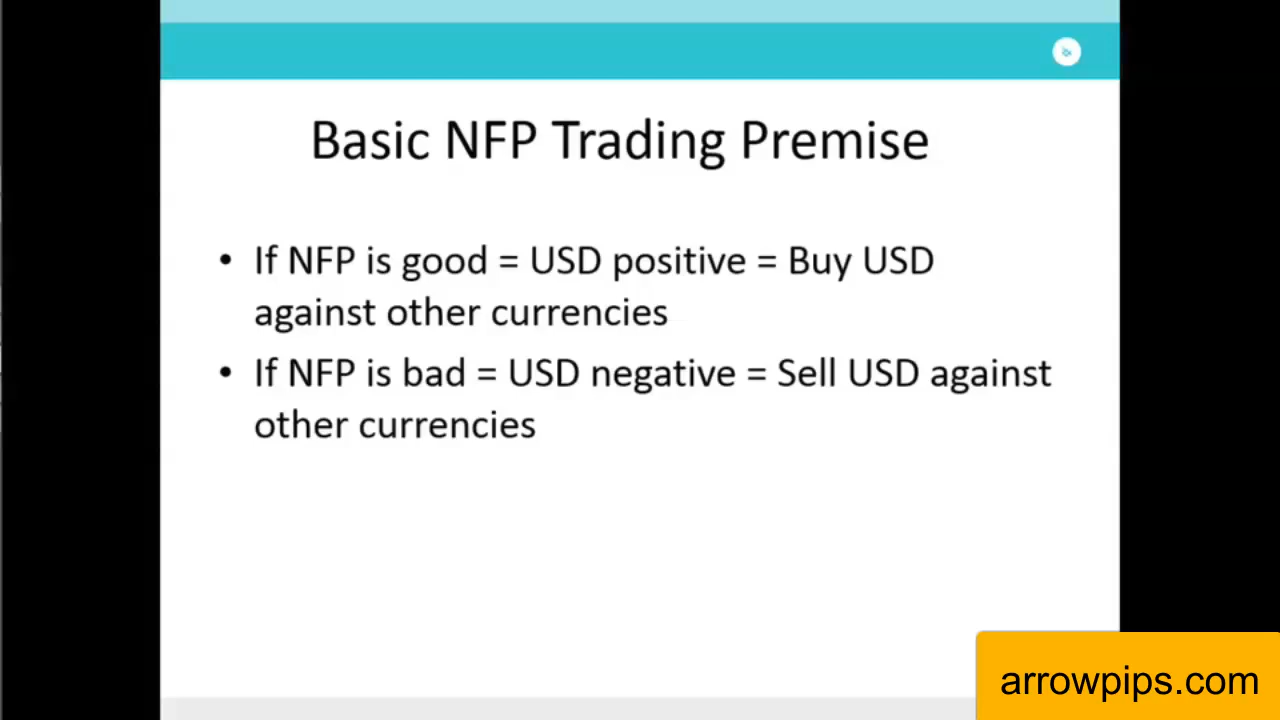 Basic NFP Trading Premise
• If NFP is good = USD positive = Buy USD
against other currencies
• If NFP is bad = USD negative = Sell USD against
other currencies
arrowpips.com